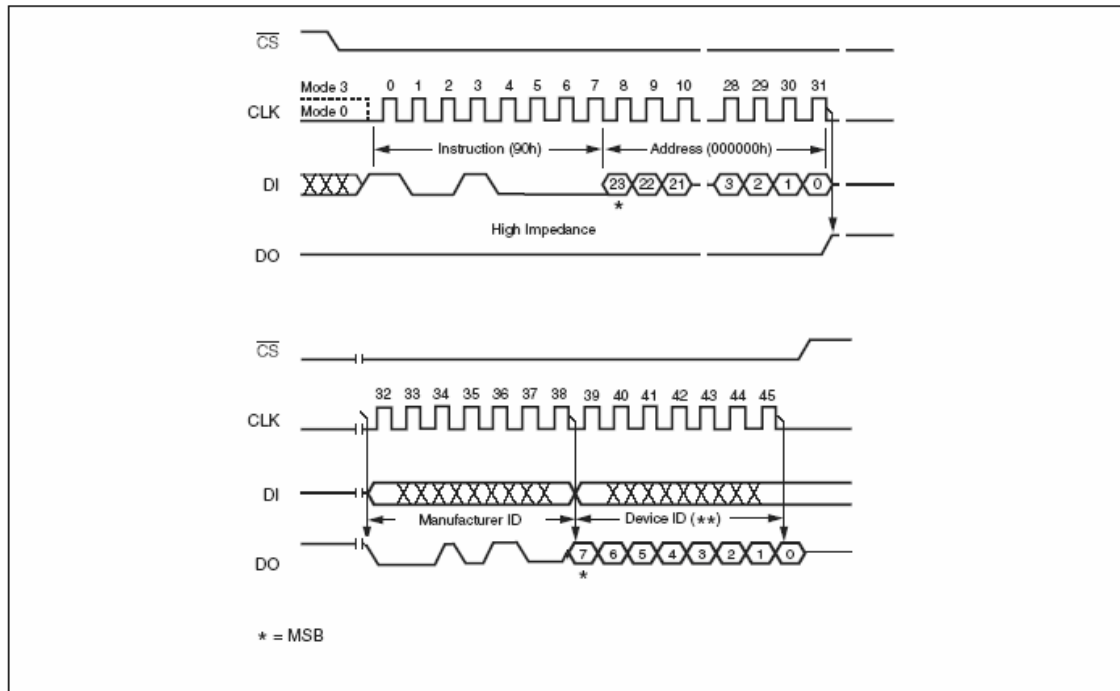 CS
Mode 3
0 1 2 3 4 5 6 7 8 9 10 28 29 30 31
CLK
Mode 0
Instruction (90h)
Address (000000h)
DI
23 22 21 3 2 1 0
*
High Impedance
DO
CS
32 33 34 35 36 37 38 39 40 41 42 43 44 45
CLK
DI
Manufacturer ID
Device ID (**)
DO
7 6 5 4 3 2 1 0
*
* = MSB